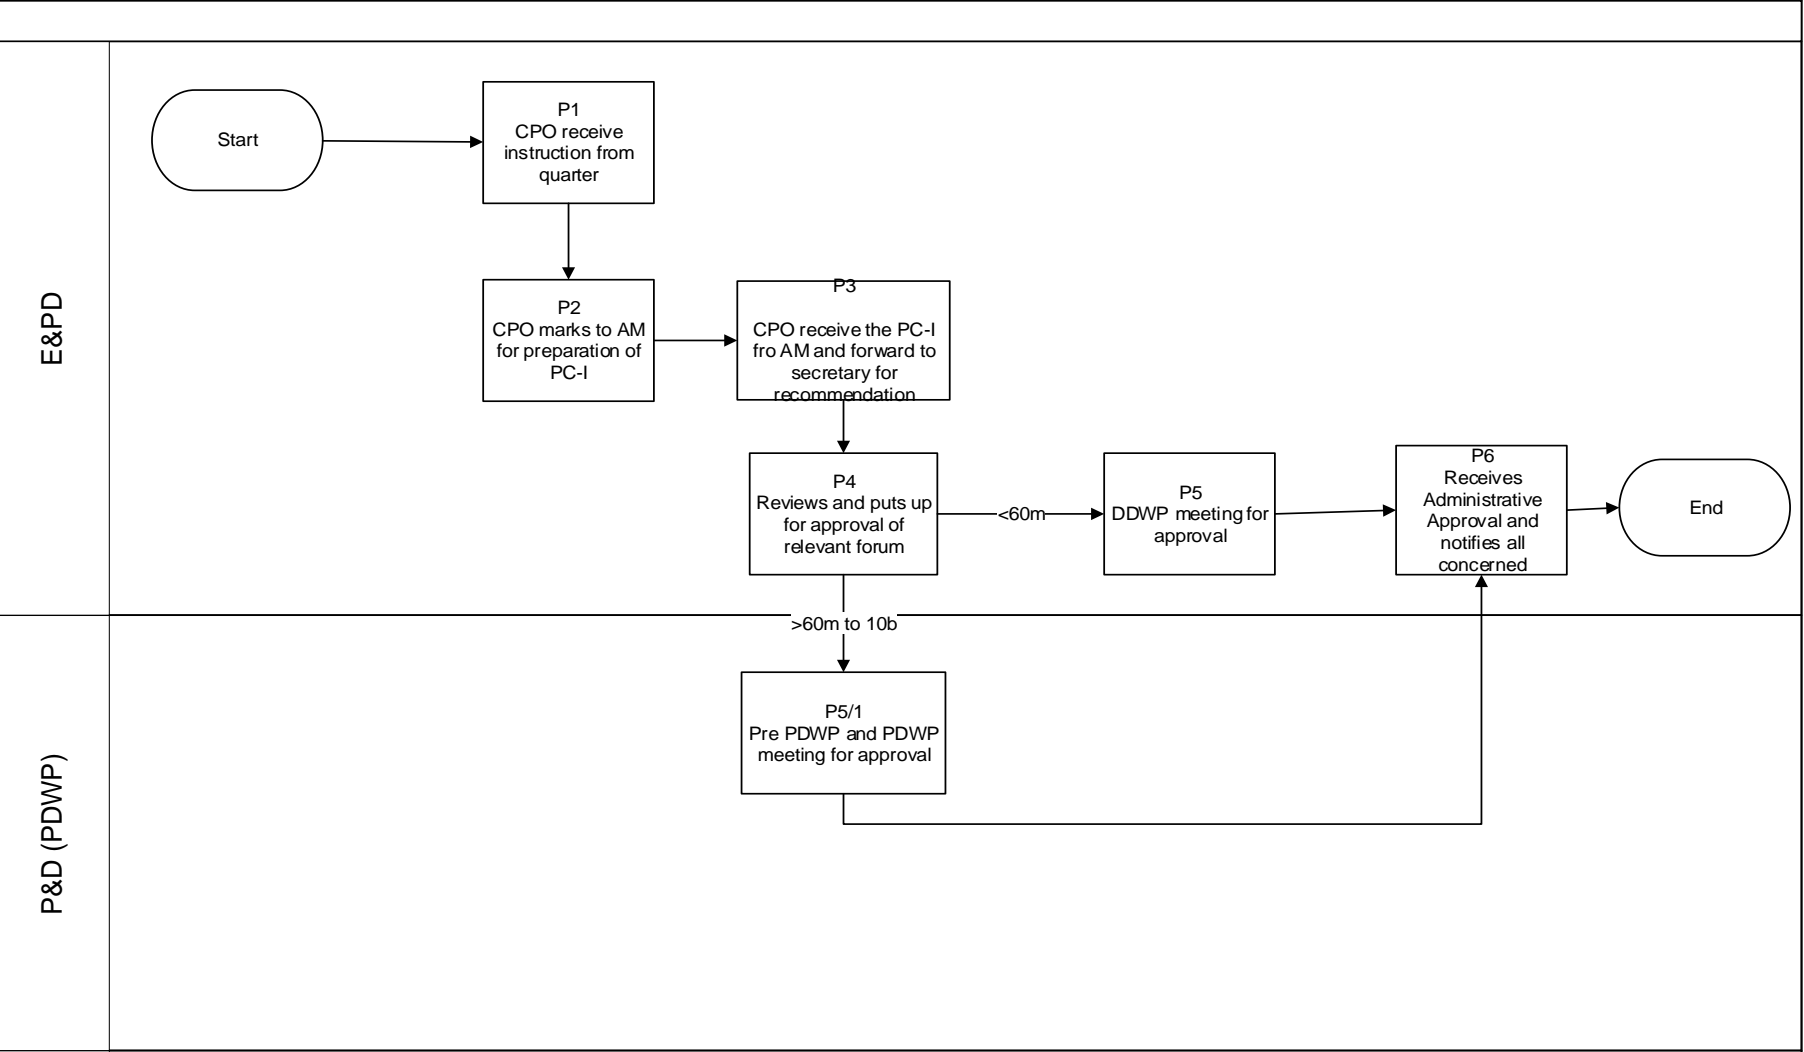 E&PD
Start
P1
CPO receive
instruction from
quarter
P2
CPO marks to AM
for preparation of
PC-I
P3
CPO receive the PC-I
fro AM and forward to
secretary for
recommendation
P4
Reviews and puts up
for approval of
relevant forum
<60m
P5
DDWP meeting for
approval
P6
Receives
Administrative
Approval and
notifies all
concerned
End
>60m to 10b
P&D (PDWP)
P5/1
Pre PDWP and PDWP
meeting for approval